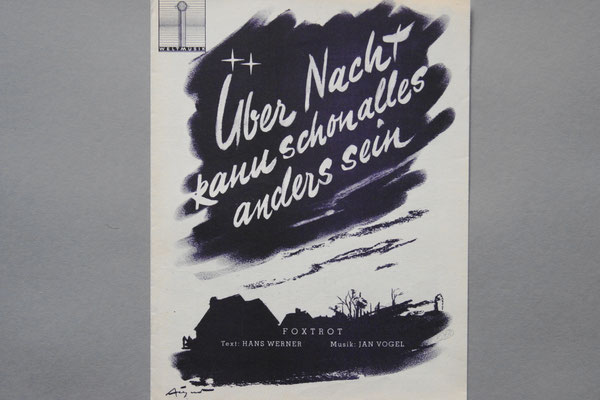 WELTMUSIK
Über Nacht
kann schon alles
anders sein
FOXTROT
Text: HANS WERNER Musik: JAN VOGEL